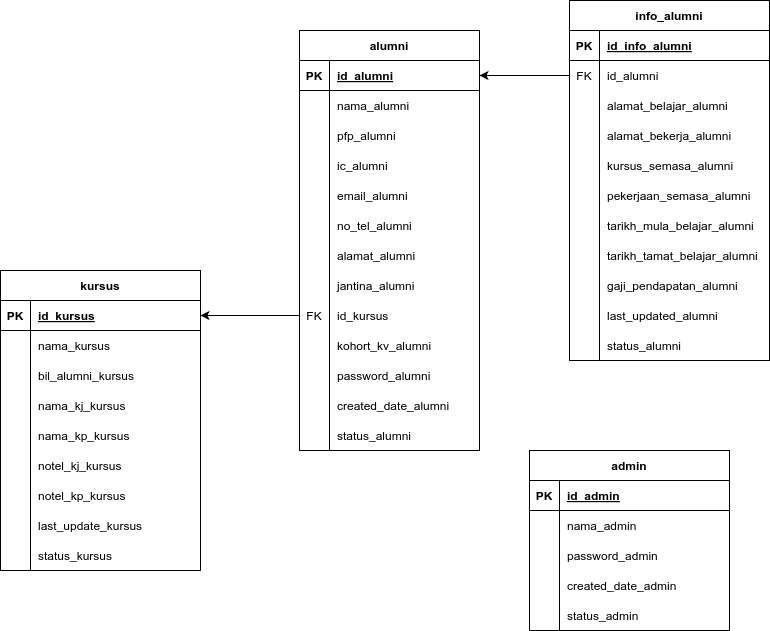 info_alumni
PK id_info_alumni
FK id_alumni
alamat_belajar_alumni
alamat_bekerja_alumni
kursus_semasa_alumni
pekerjaan_semasa_alumni
tarikh_mula_belajar_alumni
tarikh_tamat_belajar_alumni
gaji_pendapatan_alumni
last_updated_alumni
status_alumni
alumni
PK id_alumni
nama_alumni
pfp_alumni
ic_alumni
email_alumni
no_tel_alumni
alamat_alumni
jantina_alumni
FK id_kursus
kohort_kv_alumni
password_alumni
created_date_alumni
status_alumni
kursus
PK id_kursus
nama_kursus
bil_alumni_kursus
nama_kj_kursus
nama_kp_kursus
notel_kj_kursus
notel_kp_kursus
last_update_kursus
status_kursus
admin
PK id_admin
nama_admin
password_admin
created_date_admin
status_admin